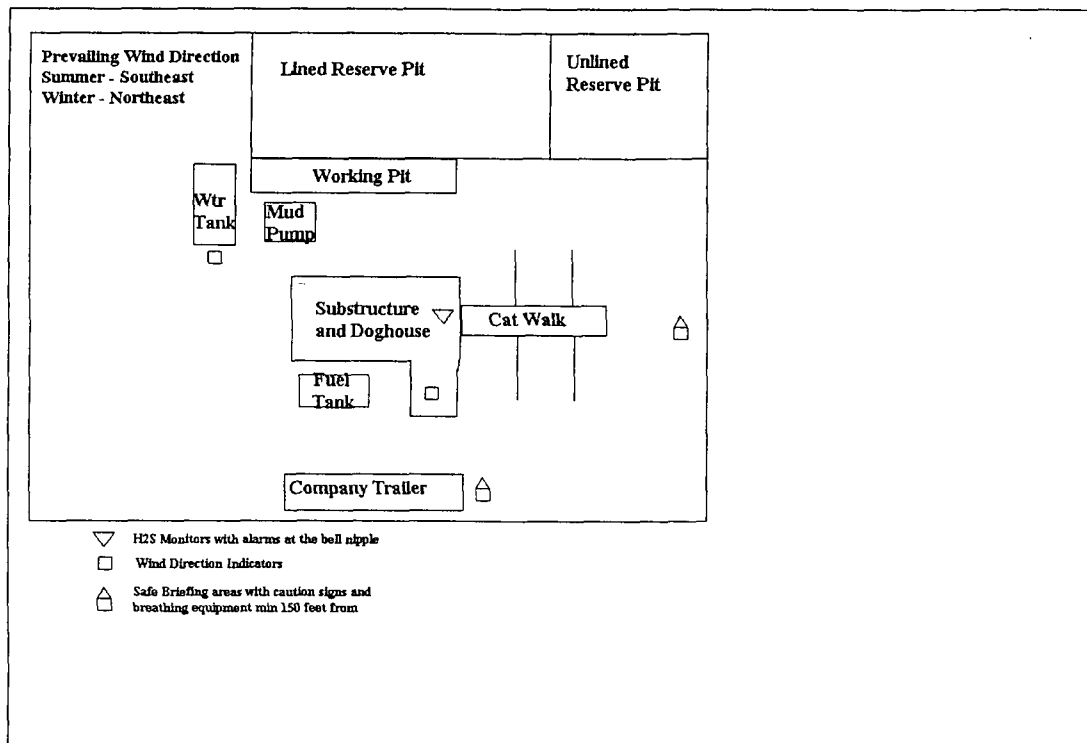 Prevailing Wind Direction
Summer - Southeast
Winter - Northeast
Lined Reserve Pit
Unlined
Reserve Pit
Working Pit
Wtr
Tank
Mud
Pump
Substructure
and Doghouse
Cat Walk
Fuel
Tank
Company Trailer
H2S Monitors with alarms at the bell nipple
Wind Direction Indicators
Safe Briefing areas with caution signs and
breathing equipment min 150 feet from